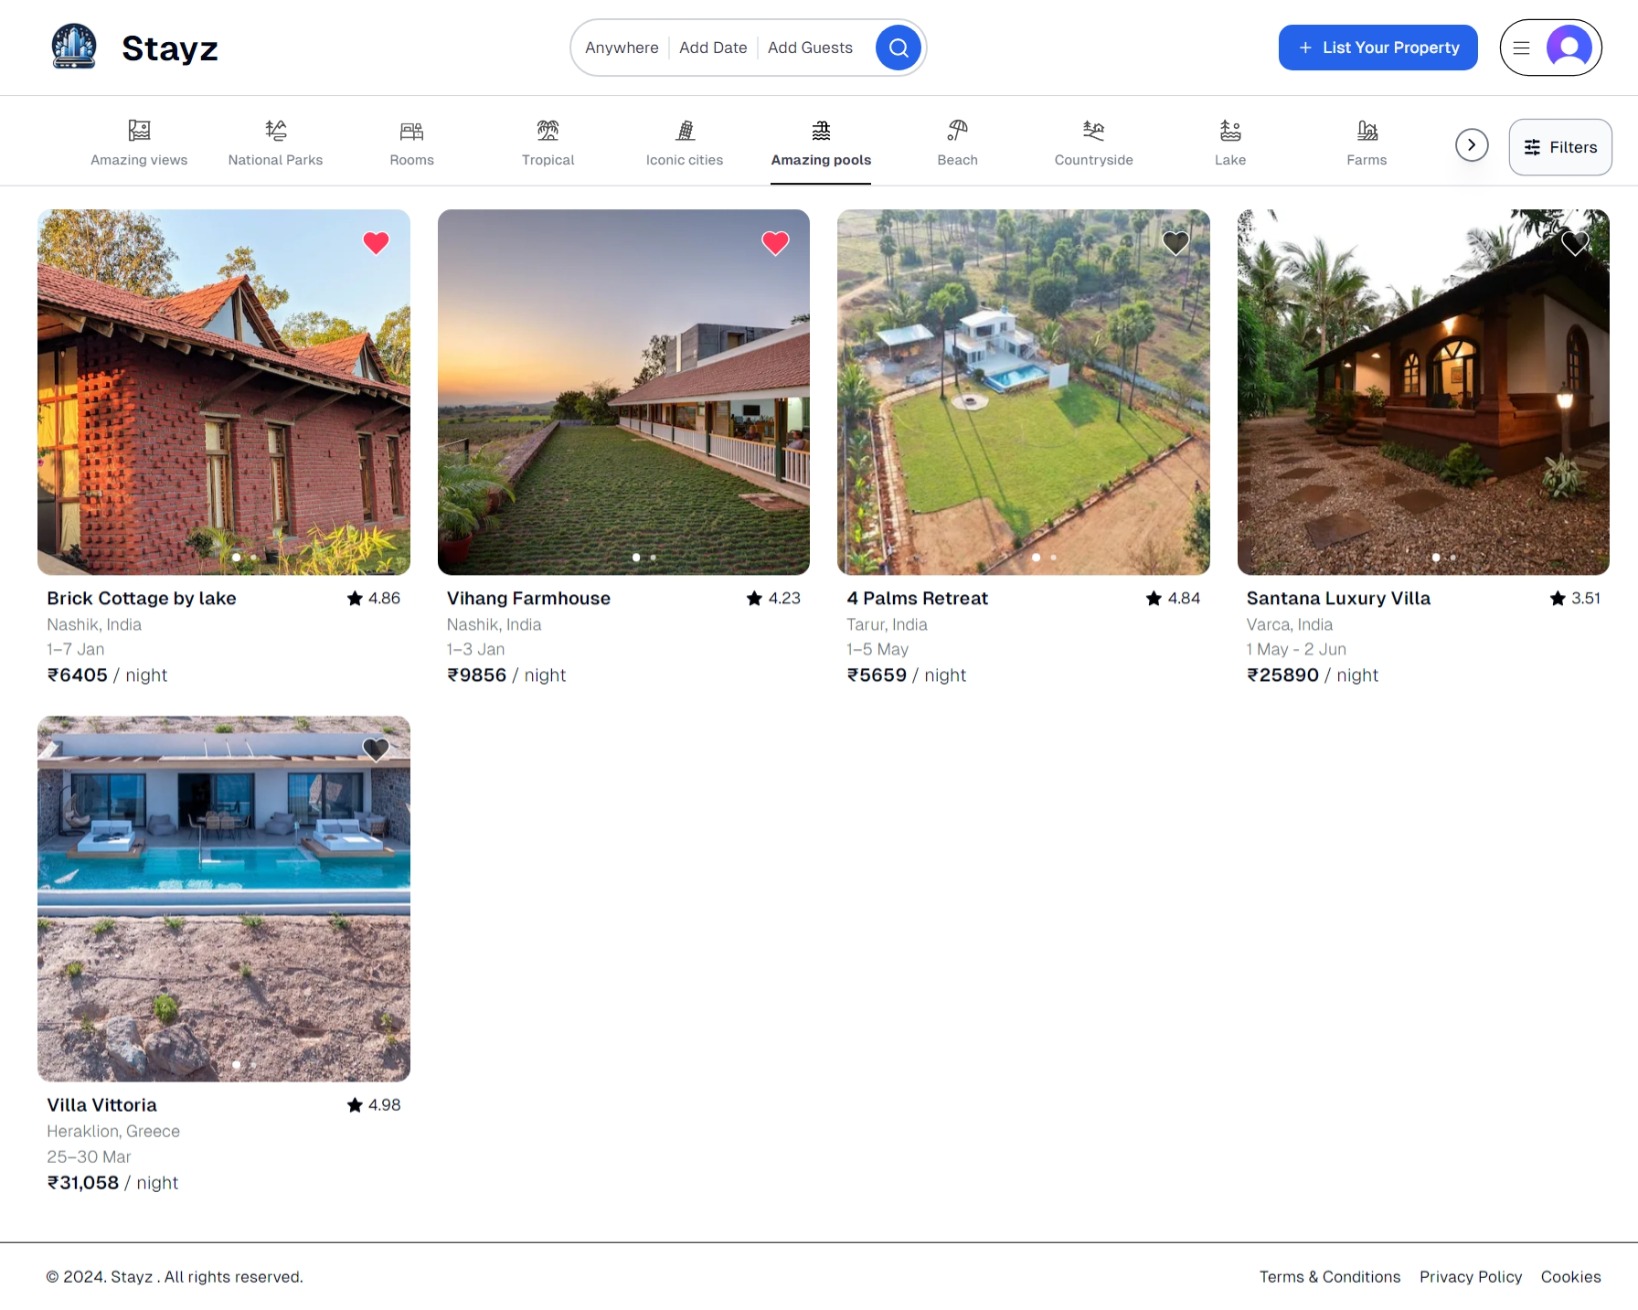 Stayz
Anywhere Add Date Add Guests
+ List Your Property
Amazing views National Parks Rooms Tropical Iconic cities Amazing pools Beach Countryside Lake Farms
Filters
Brick Cottage by lake 4.86
Nashik, India
1–7 Jan
₹6405 / night
Vihang Farmhouse 4.23
Nashik, India
1–3 Jan
₹9856 / night
4 Palms Retreat 4.84
Tarur, India
1–5 May
₹5659 / night
Santana Luxury Villa 3.51
Varca, India
1 May - 2 Jun
₹25890 / night
Villa Vittoria 4.98
Heraklion, Greece
25–30 Mar
₹31,058 / night
© 2024. Stayz . All rights reserved.
Terms & Conditions Privacy Policy Cookies